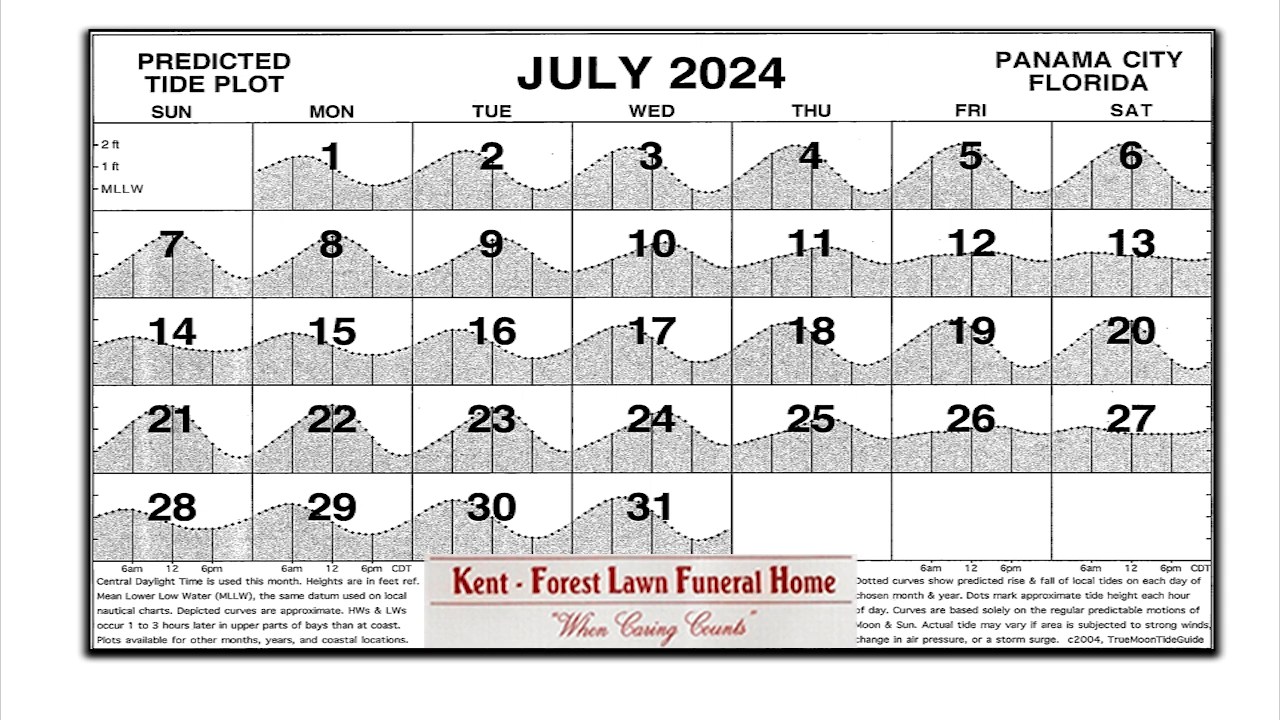 PREDICTED
TIDE PLOT
JULY 2024
PANAMA CITY
FLORIDA
SUN MON TUE WED THU FRI SAT
2 ft
1 ft
MLLW
1 2 3 4 5 6
7 8 9 10 11 12 13
14 15 16 17 18 19 20
21 22 23 24 25 26 27
28 29 30 31
6am 12 6pm 6am 12 6pm CDT 6am 12 6pm 6am 12 6pm CDT
Central Daylight Time is used this month. Heights are in feet ref.
Mean Lower Low Water (MLLW), the same datum used on local
nautical charts. Depicted curves are approximate. HWs & LWs
occur 1 to 3 hours later in upper parts of bays than at coast.
Plots available for other months, years, and coastal locations.
Kent - Forest Lawn Funeral Home
"When Caring Counts"
Dotted curves show predicted rise & fall of local tides on each day of
chosen month & year. Dots mark approximate tide height each hour
of day. Curves are based solely on the regular predictable motions of
Moon & Sun. Actual tide may vary if area is subjected to strong winds,
change in air pressure, or a storm surge. c2004, TrueMoonTideGuide